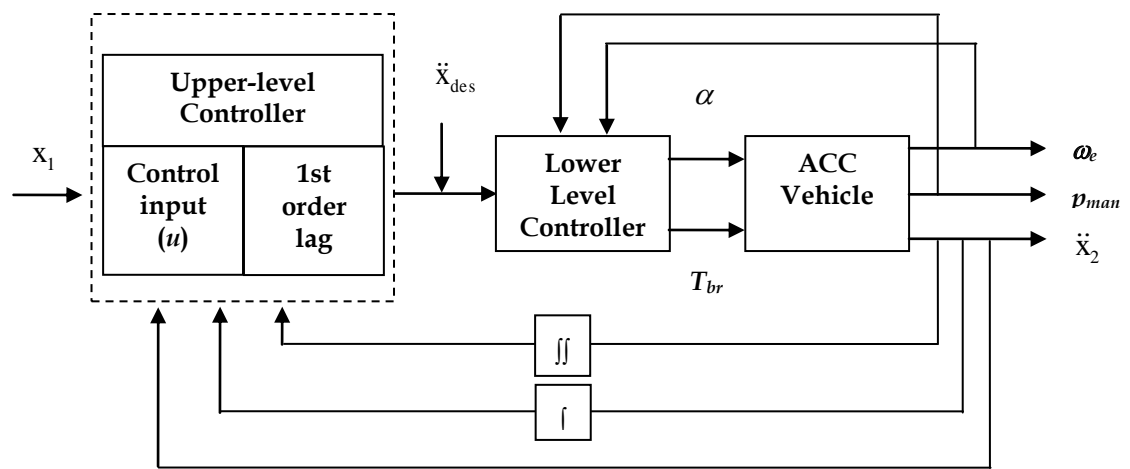 Upper-level
Controller
ẍdes
α
x1
Control
input
(u)
1st
order
lag
Lower
Level
Controller
ACC
Vehicle
ωe
pman
ẍ2
Tbr
∫∫
∫